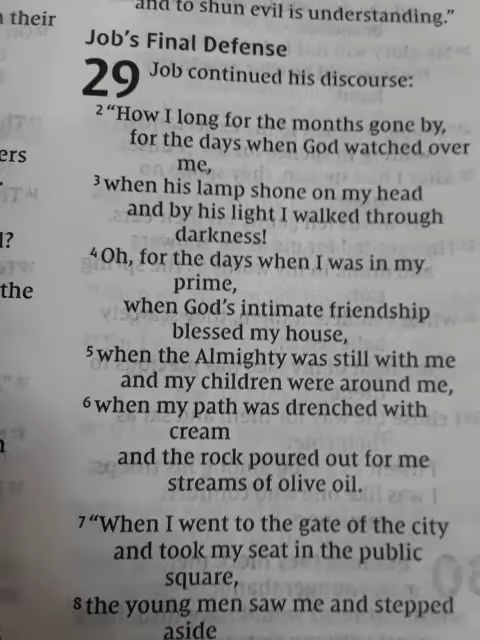 and to shun evil is understanding.”
Job’s Final Defense
29 Job continued his discourse:
2 “How I long for the months gone by,
for the days when God watched over
me,
3 when his lamp shone on my head
and by his light I walked through
darkness!
4 Oh, for the days when I was in my
prime,
when God’s intimate friendship
blessed my house,
5 when the Almighty was still with me
and my children were around me,
6 when my path was drenched with
cream
and the rock poured out for me
streams of olive oil.
7 “When I went to the gate of the city
and took my seat in the public
square,
8 the young men saw me and stepped
aside
their
the